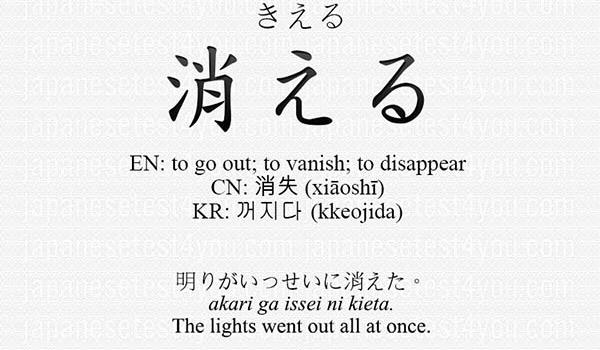 きえる
消える
EN: to go out; to vanish; to disappear
CN: 消失 (xiāoshī)
KR: 꺼지다 (kkeojida)
明りがいっせいに消えた。
akari ga issei ni kieta.
The lights went out all at once.